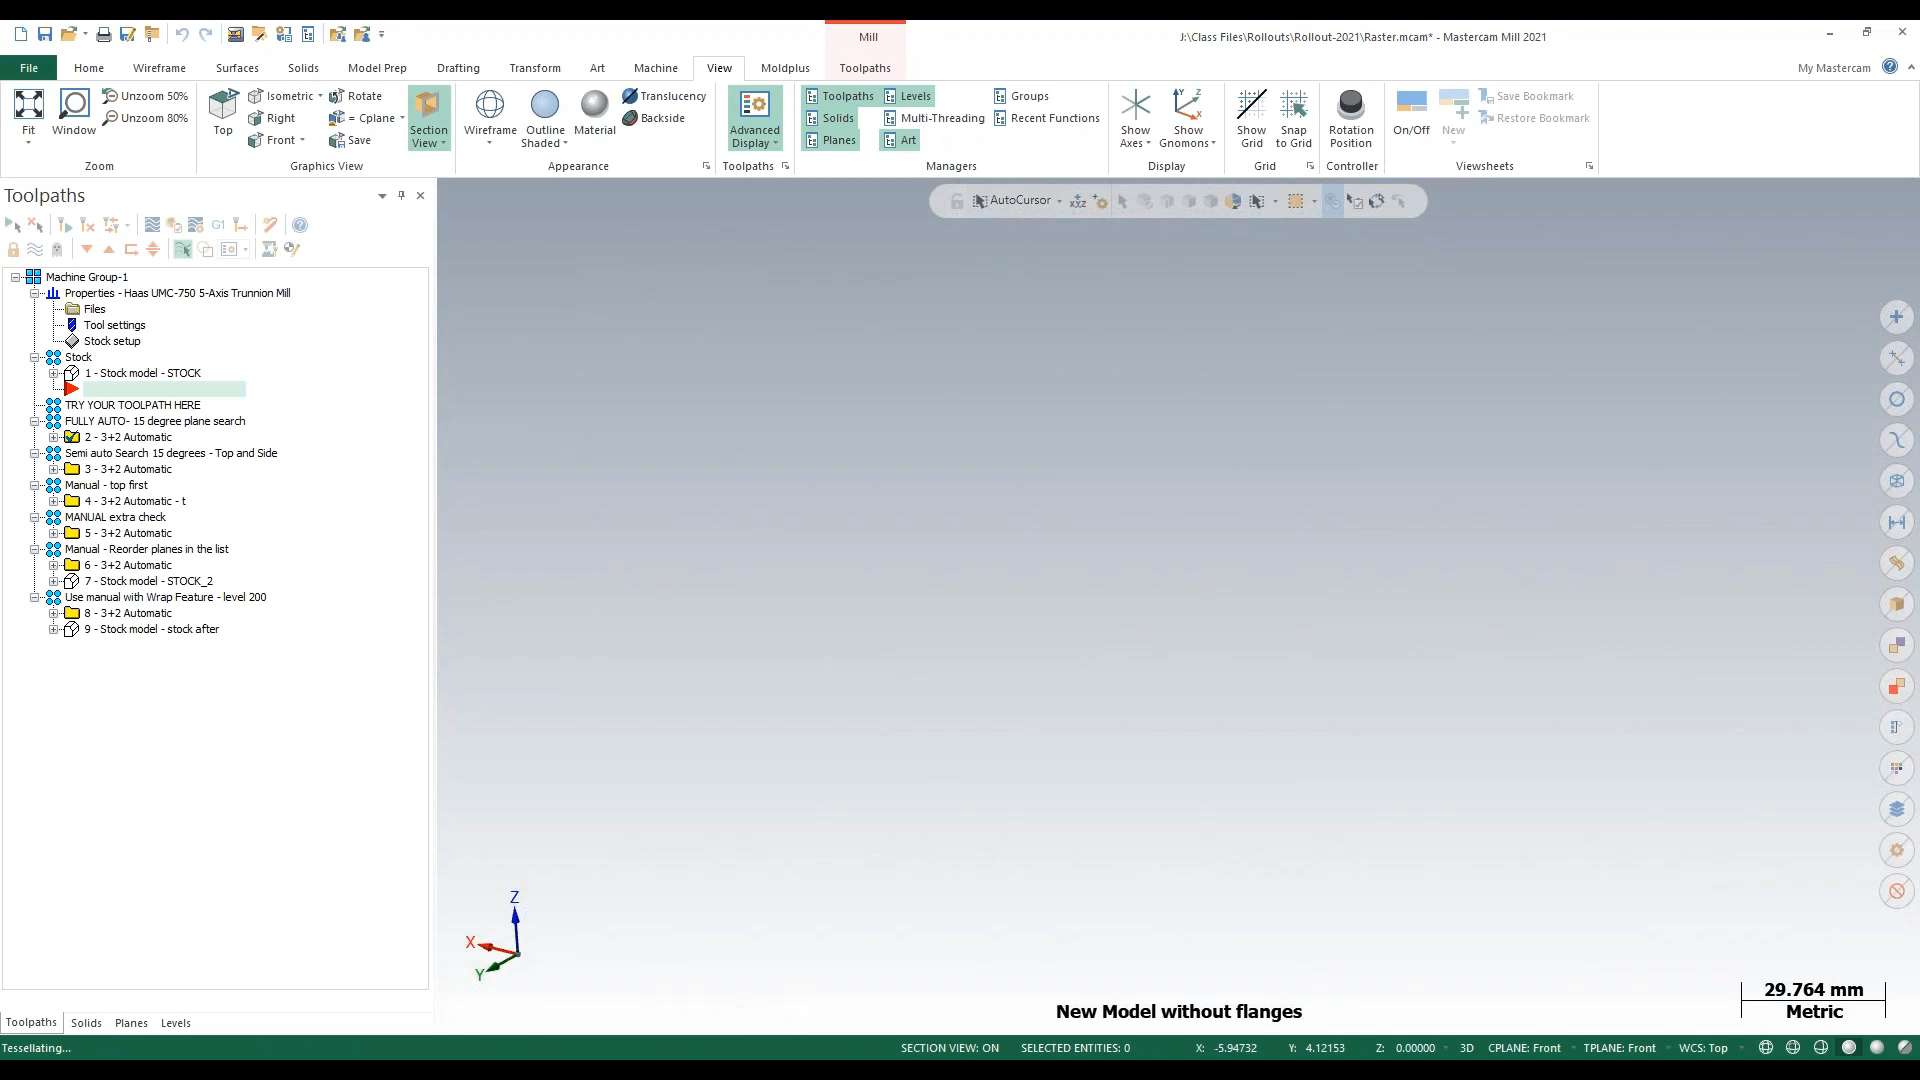 Mill
J:\Class Files\Rollouts\Rollout-2021\Raster.mcam* - Mastercam Mill 2021
File Home Wireframe Surfaces Solids Model Prep Drafting Transform Art Machine View Moldplus Toolpaths My Mastercam
Fit
Window
Unzoom 50%
Unzoom 80%
Zoom
Top
Isometric
Right
Front
Rotate
= Cplane
Save
Section View
Graphics View
Wireframe
Outline Shaded
Material
Translucency
Backside
Appearance
Advanced Display
Toolpaths
Toolpaths
Solids
Planes
Levels
Multi-Threading
Art
Groups
Recent Functions
Managers
Show Axes
Show Gnomons
Display
Show Grid
Snap to Grid
Grid
Rotation Position
Controller
On/Off
New
Save Bookmark
Restore Bookmark
Viewsheets
Toolpaths
G1
AutoCursor
XYZ
Machine Group-1
Properties - Haas UMC-750 5-Axis Trunnion Mill
Files
Tool settings
Stock setup
Stock
1 - Stock model - STOCK
TRY YOUR TOOLPATH HERE
FULLY AUTO- 15 degree plane search
2 - 3+2 Automatic
Semi auto Search 15 degrees - Top and Side
3 - 3+2 Automatic
Manual - top first
4 - 3+2 Automatic - t
MANUAL extra check
5 - 3+2 Automatic
Manual - Reorder planes in the list
6 - 3+2 Automatic
7 - Stock model - STOCK_2
Use manual with Wrap Feature - level 200
8 - 3+2 Automatic
9 - Stock model - stock after
Z
X
Y
29.764 mm
Metric
New Model without flanges
Toolpaths Solids Planes Levels
Tessellating... SECTION VIEW: ON SELECTED ENTITIES: 0 X: -5.94732 Y: 4.12153 Z: 0.00000 3D CPLANE: Front TPLANE: Front WCS: Top